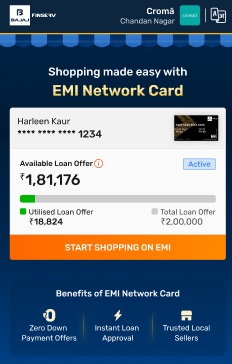 B
BAJAJ FINSERV
Cromā
Chandan Nagar
cromā
Shopping made easy with
EMI Network Card
Harleen Kaur
**** **** **** 1234
Available Loan Offer
Active
₹1,81,176
Utilised Loan Offer
₹18,824
Total Loan Offer
₹2,00,000
START SHOPPING ON EMI
Benefits of EMI Network Card
Zero Down
Payment Offers
Instant Loan
Approval
Trusted Local
Sellers